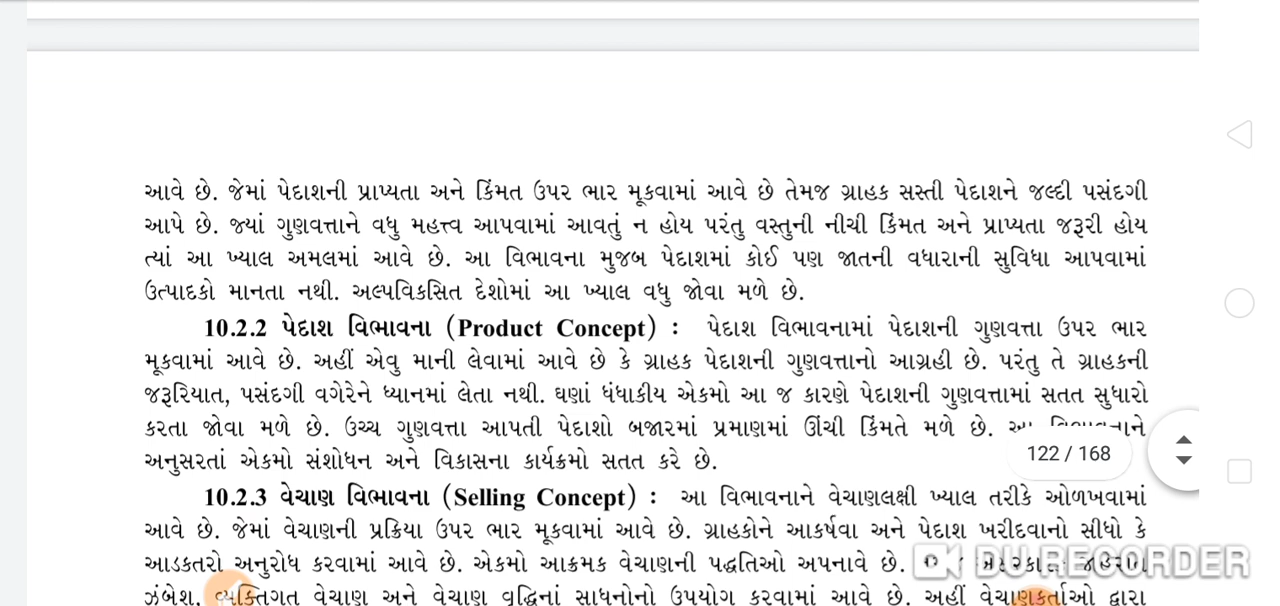 આવે છે. જેમાં પેદાશની પ્રાપ્યતા અને કિંમત ઉપર ભાર મૂકવામાં આવે છે તેમજ ગ્રાહક સસ્તી પેદાશને જલ્દી પસંદગી
આપે છે. જ્યાં ગુણવત્તાને વધુ મહત્ત્વ આપવામાં આવતું ન હોય પરંતુ વસ્તુની નીચી કિંમત અને પ્રાપ્યતા જરૂરી હોય
ત્યાં આ ખ્યાલ અમલમાં આવે છે. આ વિભાવના મુજબ પેદાશમાં કોઈ પણ જાતની વધારાની સુવિધા આપવામાં
ઉત્પાદકો માનતા નથી. અલ્પવિકસિત દેશોમાં આ ખ્યાલ વધુ જોવા મળે છે.
10.2.2 પેદાશ વિભાવના (Product Concept) : પેદાશ વિભાવનામાં પેદાશની ગુણવત્તા ઉપર ભાર
મૂકવામાં આવે છે. અહીં એવુ માની લેવામાં આવે છે કે ગ્રાહક પેદાશની ગુણવત્તાનો આગ્રહી છે. પરંતુ તે ગ્રાહકની
જરૂરિયાત, પસંદગી વગેરેને ધ્યાનમાં લેતા નથી. ઘણાં ધંધાકીય એકમો આ જ કારણે પેદાશની ગુણવત્તામાં સતત સુધારો
કરતા જોવા મળે છે. ઉચ્ચ ગુણવત્તા આપતી પેદાશો બજારમાં પ્રમાણમાં ઊંચી કિંમતે મળે છે.
અનુસરતાં એકમો સંશોધન અને વિકાસના કાર્યક્રમો સતત કરે છે.
122 / 168
10.2.3 વેચાણ વિભાવના (Selling Concept) : આ વિભાવનાને વેચાણલક્ષી ખ્યાલ તરીકે ઓળખવામાં
આવે છે. જેમાં વેચાણની પ્રક્રિયા ઉપર ભાર મૂકવામાં આવે છે. ગ્રાહકોને આકર્ષવા અને પેદાશ ખરીદવાનો સીધો કે
આડકતરો અનુરોધ કરવામાં આવે છે. એકમો આક્રમક વેચાણની પદ્ધતિઓ અપનાવે છે.
DU RECORDER
ઝુંબેશ, વ્યક્તિગત વેચાણ અને વેચાણ વૃદ્ધિનાં સાધનોનો ઉપયોગ કરવામાં આવે છે. અહીં વેચાણકર્તાઓ દ્વારા